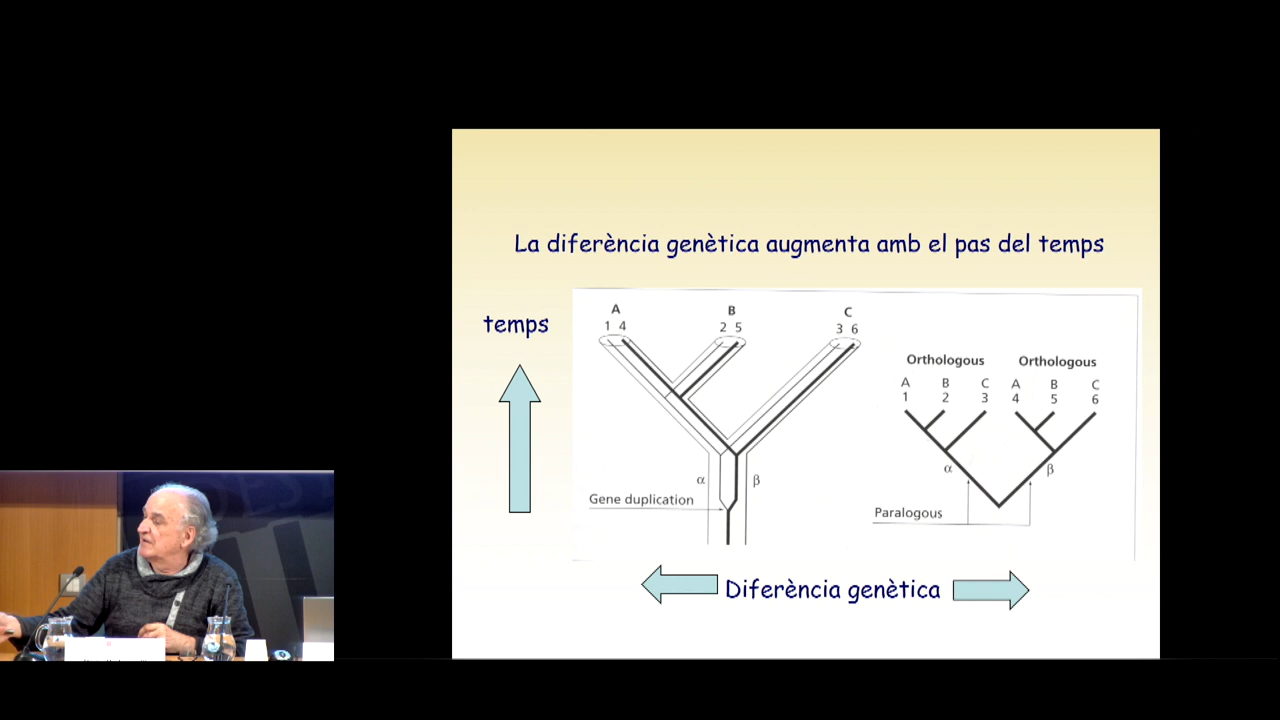 La diferència genètica augmenta amb el pas del temps
temps
A B C
1 4 2 5 3 6
Orthologous Orthologous
A B C A B C
1 2 3 4 5 6
α β
α β
Gene duplication
Paralogous
Diferència genètica